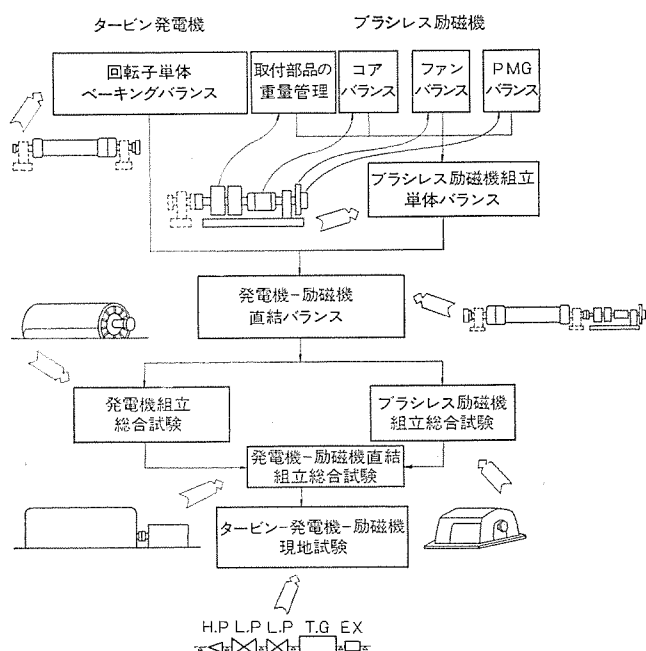 タービン発電機
ブラシレス励磁機
回転子単体
ベーキングバランス
取付部品の
重量管理
コア
バランス
ファン
バランス
PMG
バランス
ブラシレス励磁機組立
単体バランス
発電機-励磁機
直結バランス
発電機組立
総合試験
ブラシレス励磁機
組立総合試験
発電機-励磁機直結
組立総合試験
タービン-発電機-励磁機
現地試験
H.P L.P L.P T.G EX